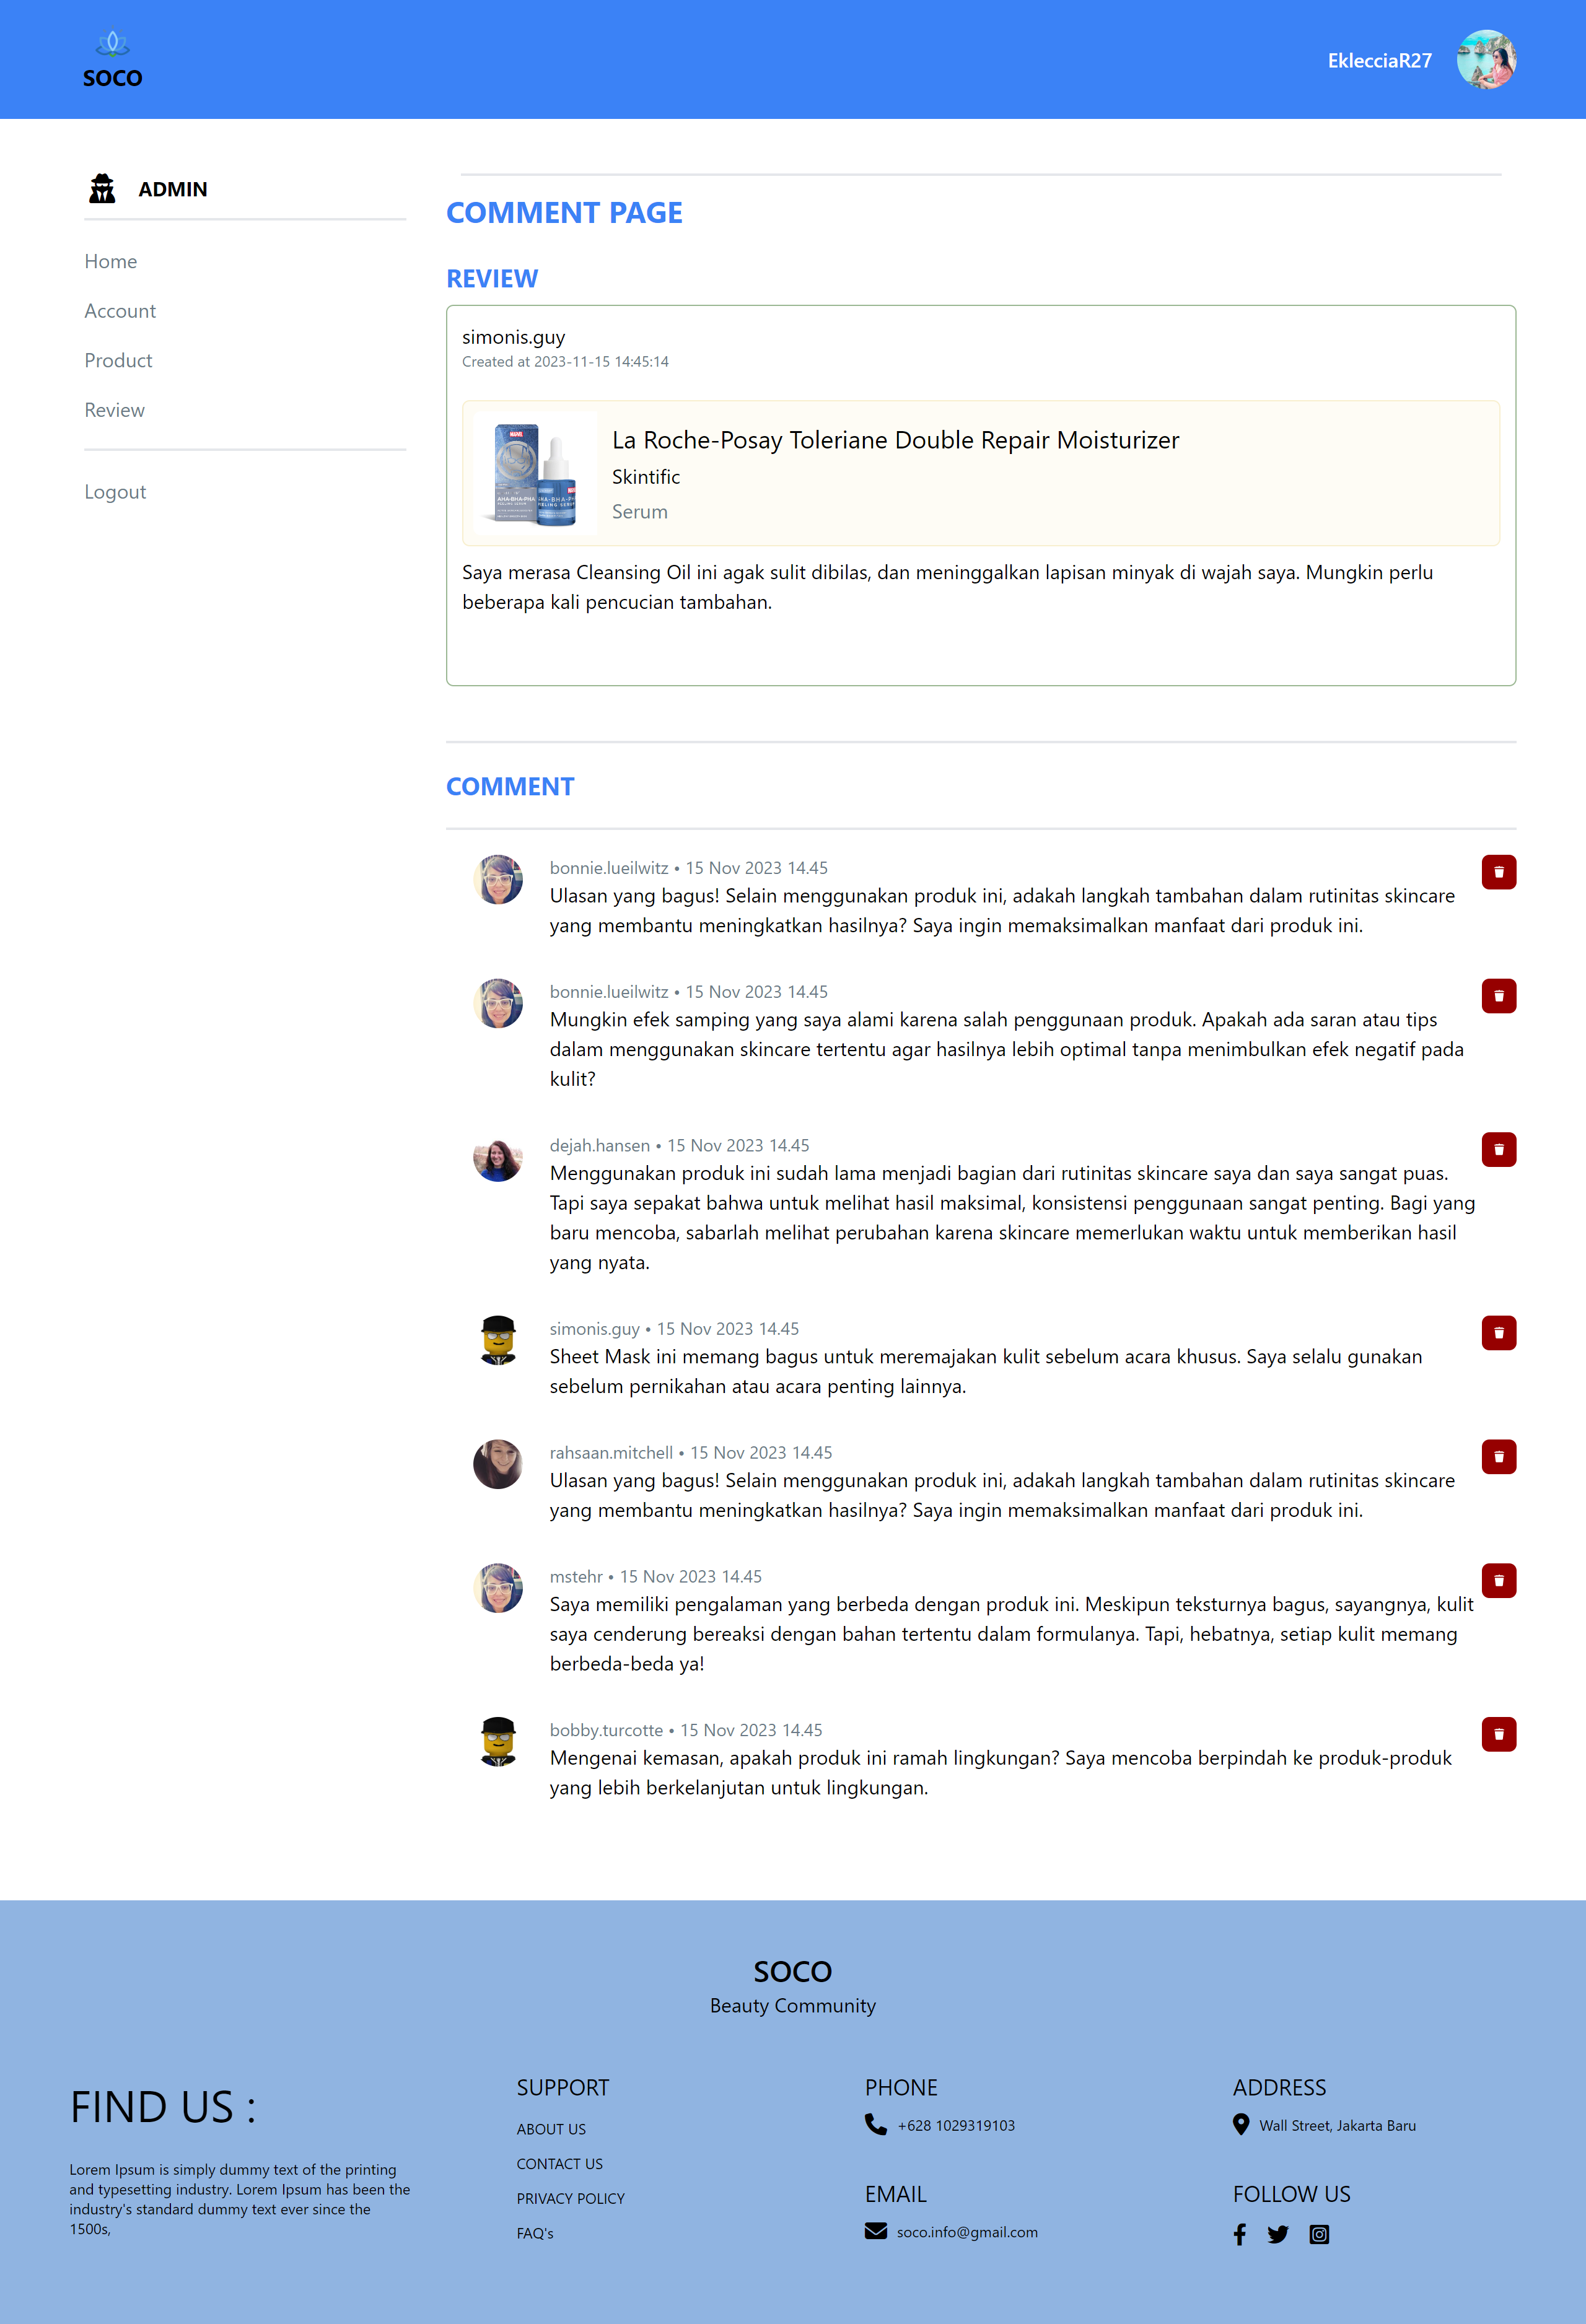 SOCO
EklecciaR27
ADMIN
Home
Account
Product
Review
Logout
COMMENT PAGE
REVIEW
simonis.guy
Created at 2023-11-15 14:45:14
MARVEL
AHA-BHA-PHA
PEELING SERUM
MARVEL
AHA-BHA-PHA
PEELING SERUM
La Roche-Posay Toleriane Double Repair Moisturizer
Skintific
Serum
Saya merasa Cleansing Oil ini agak sulit dibilas, dan meninggalkan lapisan minyak di wajah saya. Mungkin perlu
beberapa kali pencucian tambahan.
COMMENT
bonnie.lueilwitz • 15 Nov 2023 14.45
Ulasan yang bagus! Selain menggunakan produk ini, adakah langkah tambahan dalam rutinitas skincare
yang membantu meningkatkan hasilnya? Saya ingin memaksimalkan manfaat dari produk ini.
bonnie.lueilwitz • 15 Nov 2023 14.45
Mungkin efek samping yang saya alami karena salah penggunaan produk. Apakah ada saran atau tips
dalam menggunakan skincare tertentu agar hasilnya lebih optimal tanpa menimbulkan efek negatif pada
kulit?
dejah.hansen • 15 Nov 2023 14.45
Menggunakan produk ini sudah lama menjadi bagian dari rutinitas skincare saya dan saya sangat puas.
Tapi saya sepakat bahwa untuk melihat hasil maksimal, konsistensi penggunaan sangat penting. Bagi yang
baru mencoba, sabarlah melihat perubahan karena skincare memerlukan waktu untuk memberikan hasil
yang nyata.
simonis.guy • 15 Nov 2023 14.45
Sheet Mask ini memang bagus untuk meremajakan kulit sebelum acara khusus. Saya selalu gunakan
sebelum pernikahan atau acara penting lainnya.
rahsaan.mitchell • 15 Nov 2023 14.45
Ulasan yang bagus! Selain menggunakan produk ini, adakah langkah tambahan dalam rutinitas skincare
yang membantu meningkatkan hasilnya? Saya ingin memaksimalkan manfaat dari produk ini.
mstehr • 15 Nov 2023 14.45
Saya memiliki pengalaman yang berbeda dengan produk ini. Meskipun teksturnya bagus, sayangnya, kulit
saya cenderung bereaksi dengan bahan tertentu dalam formulanya. Tapi, hebatnya, setiap kulit memang
berbeda-beda ya!
bobby.turcotte • 15 Nov 2023 14.45
Mengenai kemasan, apakah produk ini ramah lingkungan? Saya mencoba berpindah ke produk-produk
yang lebih berkelanjutan untuk lingkungan.
SOCO
Beauty Community
FIND US :
Lorem Ipsum is simply dummy text of the printing
and typesetting industry. Lorem Ipsum has been the
industry's standard dummy text ever since the
1500s,
SUPPORT
ABOUT US
CONTACT US
PRIVACY POLICY
FAQ's
PHONE
+628 1029319103
EMAIL
soco.info@gmail.com
ADDRESS
Wall Street, Jakarta Baru
FOLLOW US